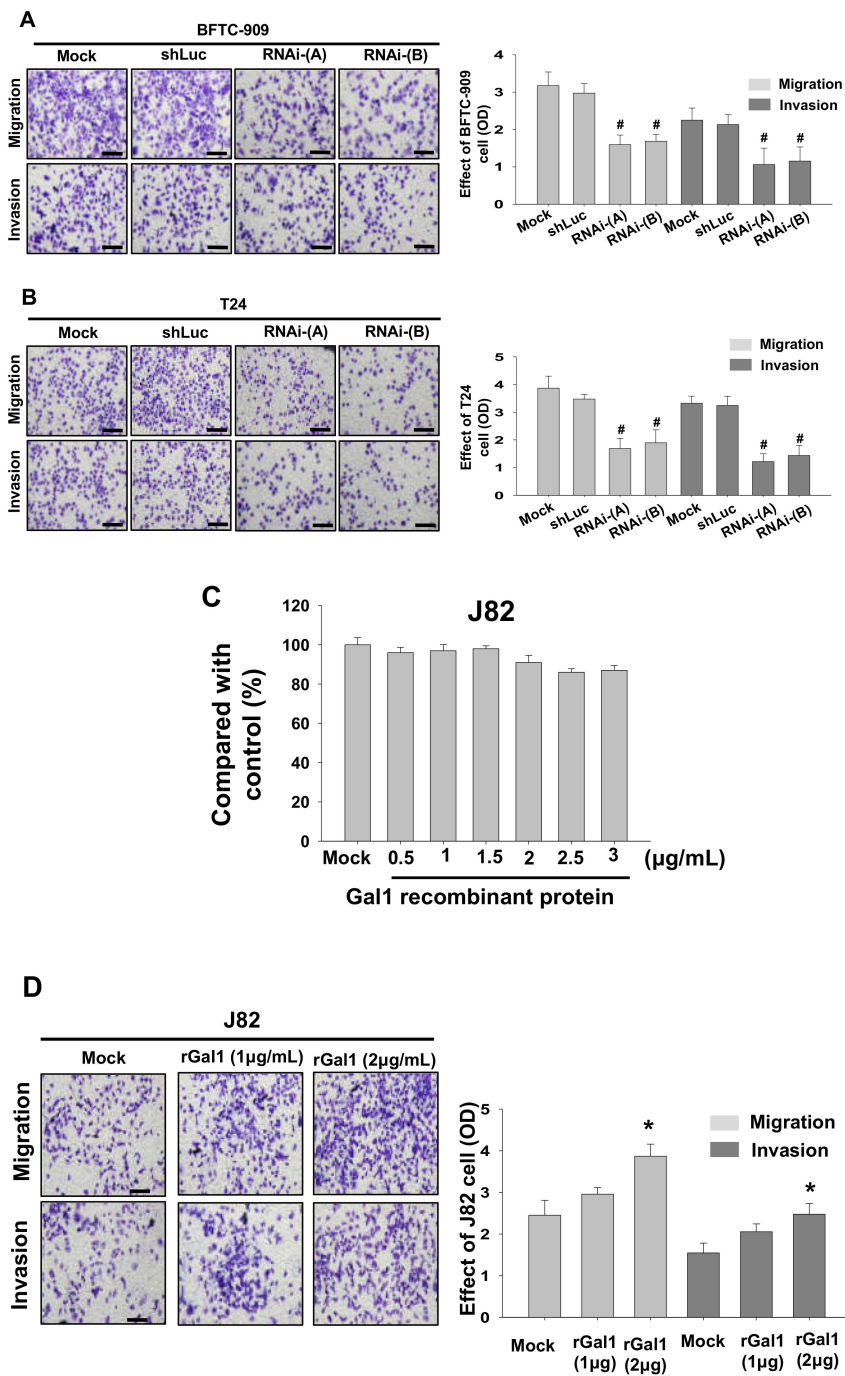 A
BFTC-909
Mock shLuc RNAi-(A) RNAi-(B)
Migration
Invasion
Effect of BFTC-909
cell (OD)
4
3
2
1
0
# # # #
Migration
Invasion
Mock shLuc RNAi-(A) RNAi-(B) Mock shLuc RNAi-(A) RNAi-(B)
B
T24
Mock shLuc RNAi-(A) RNAi-(B)
Migration
Invasion
Effect of T24
cell (OD)
5
4
3
2
1
0
# # # #
Migration
Invasion
Mock shLuc RNAi-(A) RNAi-(B) Mock shLuc RNAi-(A) RNAi-(B)
C
J82
Compared with
control (%)
120
100
80
60
40
20
0
Mock 0.5 1 1.5 2 2.5 3 (µg/mL)
Gal1 recombinant protein
D
J82
Mock rGal1 (1µg/mL) rGal1 (2µg/mL)
Migration
Invasion
Effect of J82 cell (OD)
5
4
3
2
1
0
* *
Migration
Invasion
Mock rGal1 rGal1 Mock rGal1 rGal1
(1µg) (2µg) (1µg) (2µg)